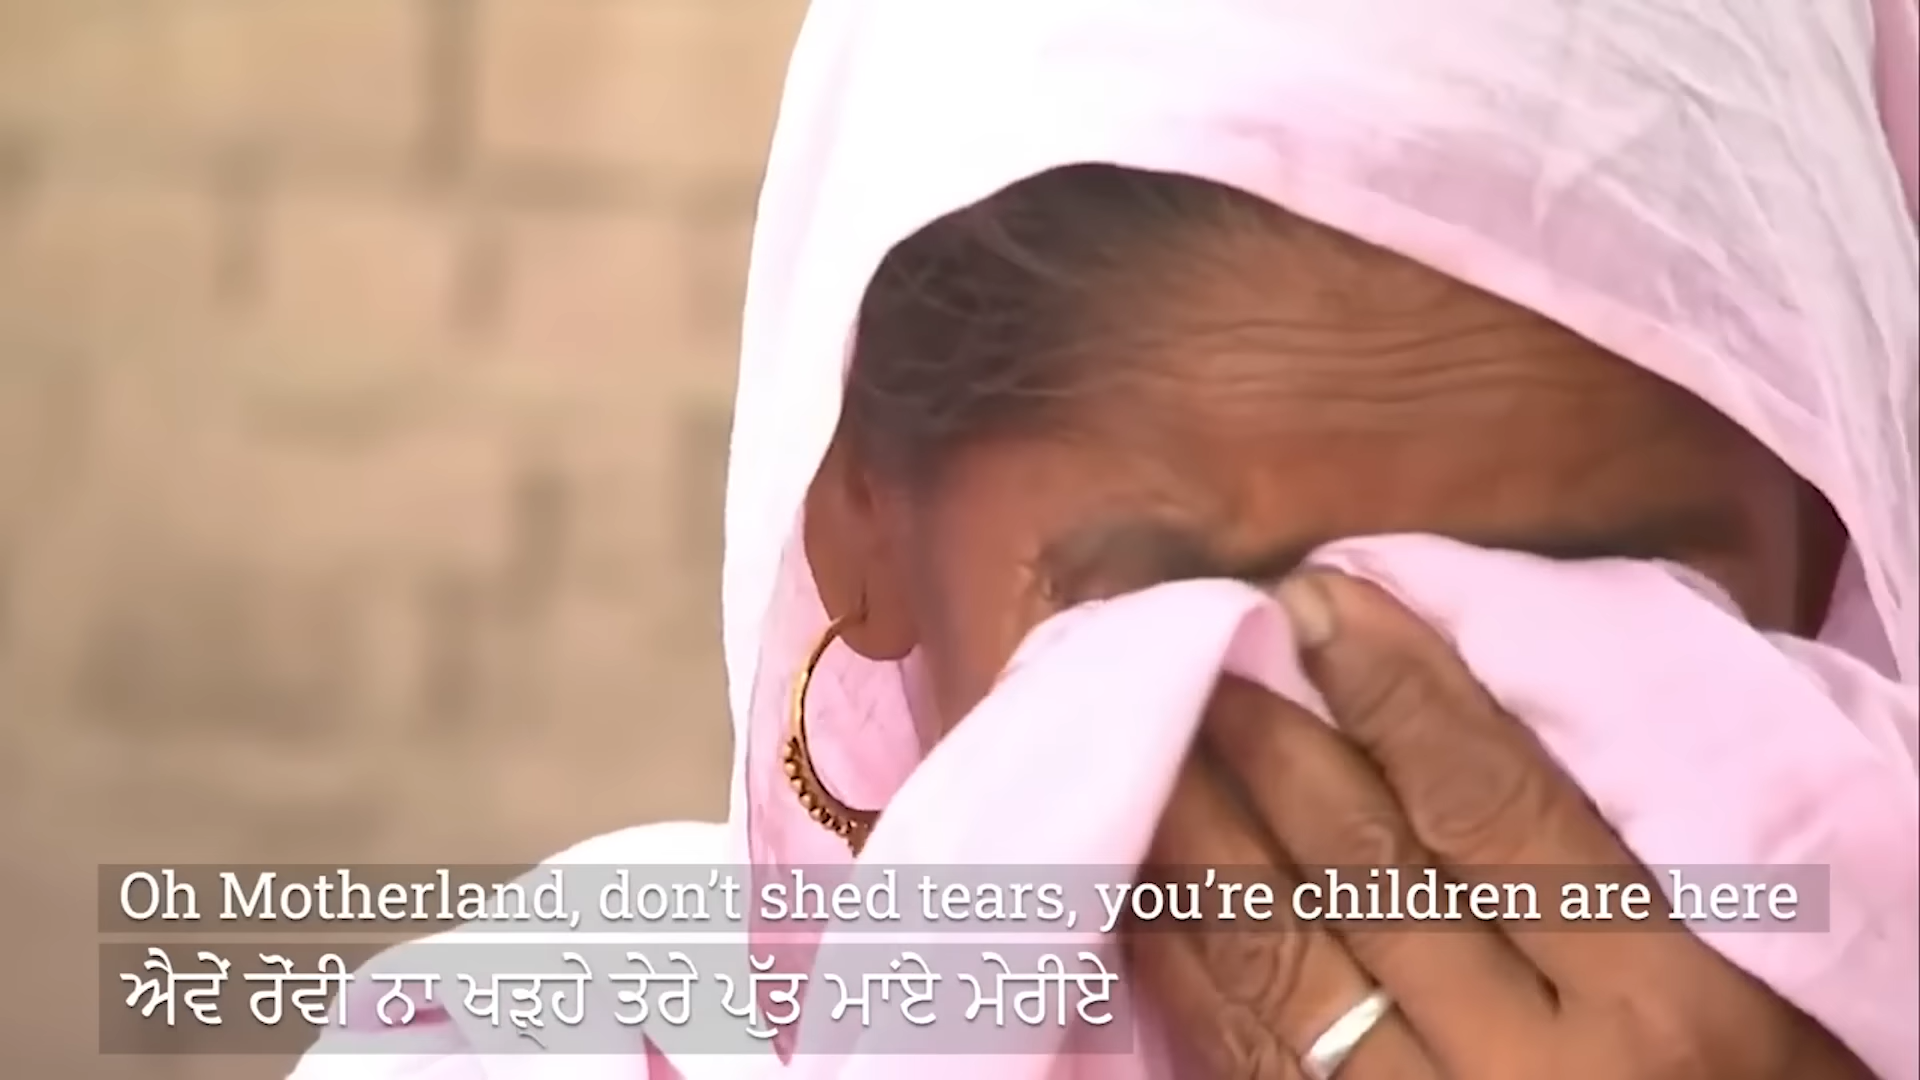 Oh Motherland, don’t shed tears, you’re children are here
ਐਵੇਂ ਰੋਂਵੀ ਨਾ ਖੜ੍ਹੇ ਤੇਰੇ ਪੁੱਤ ਮਾਂਏ ਮੇਰੀਏ